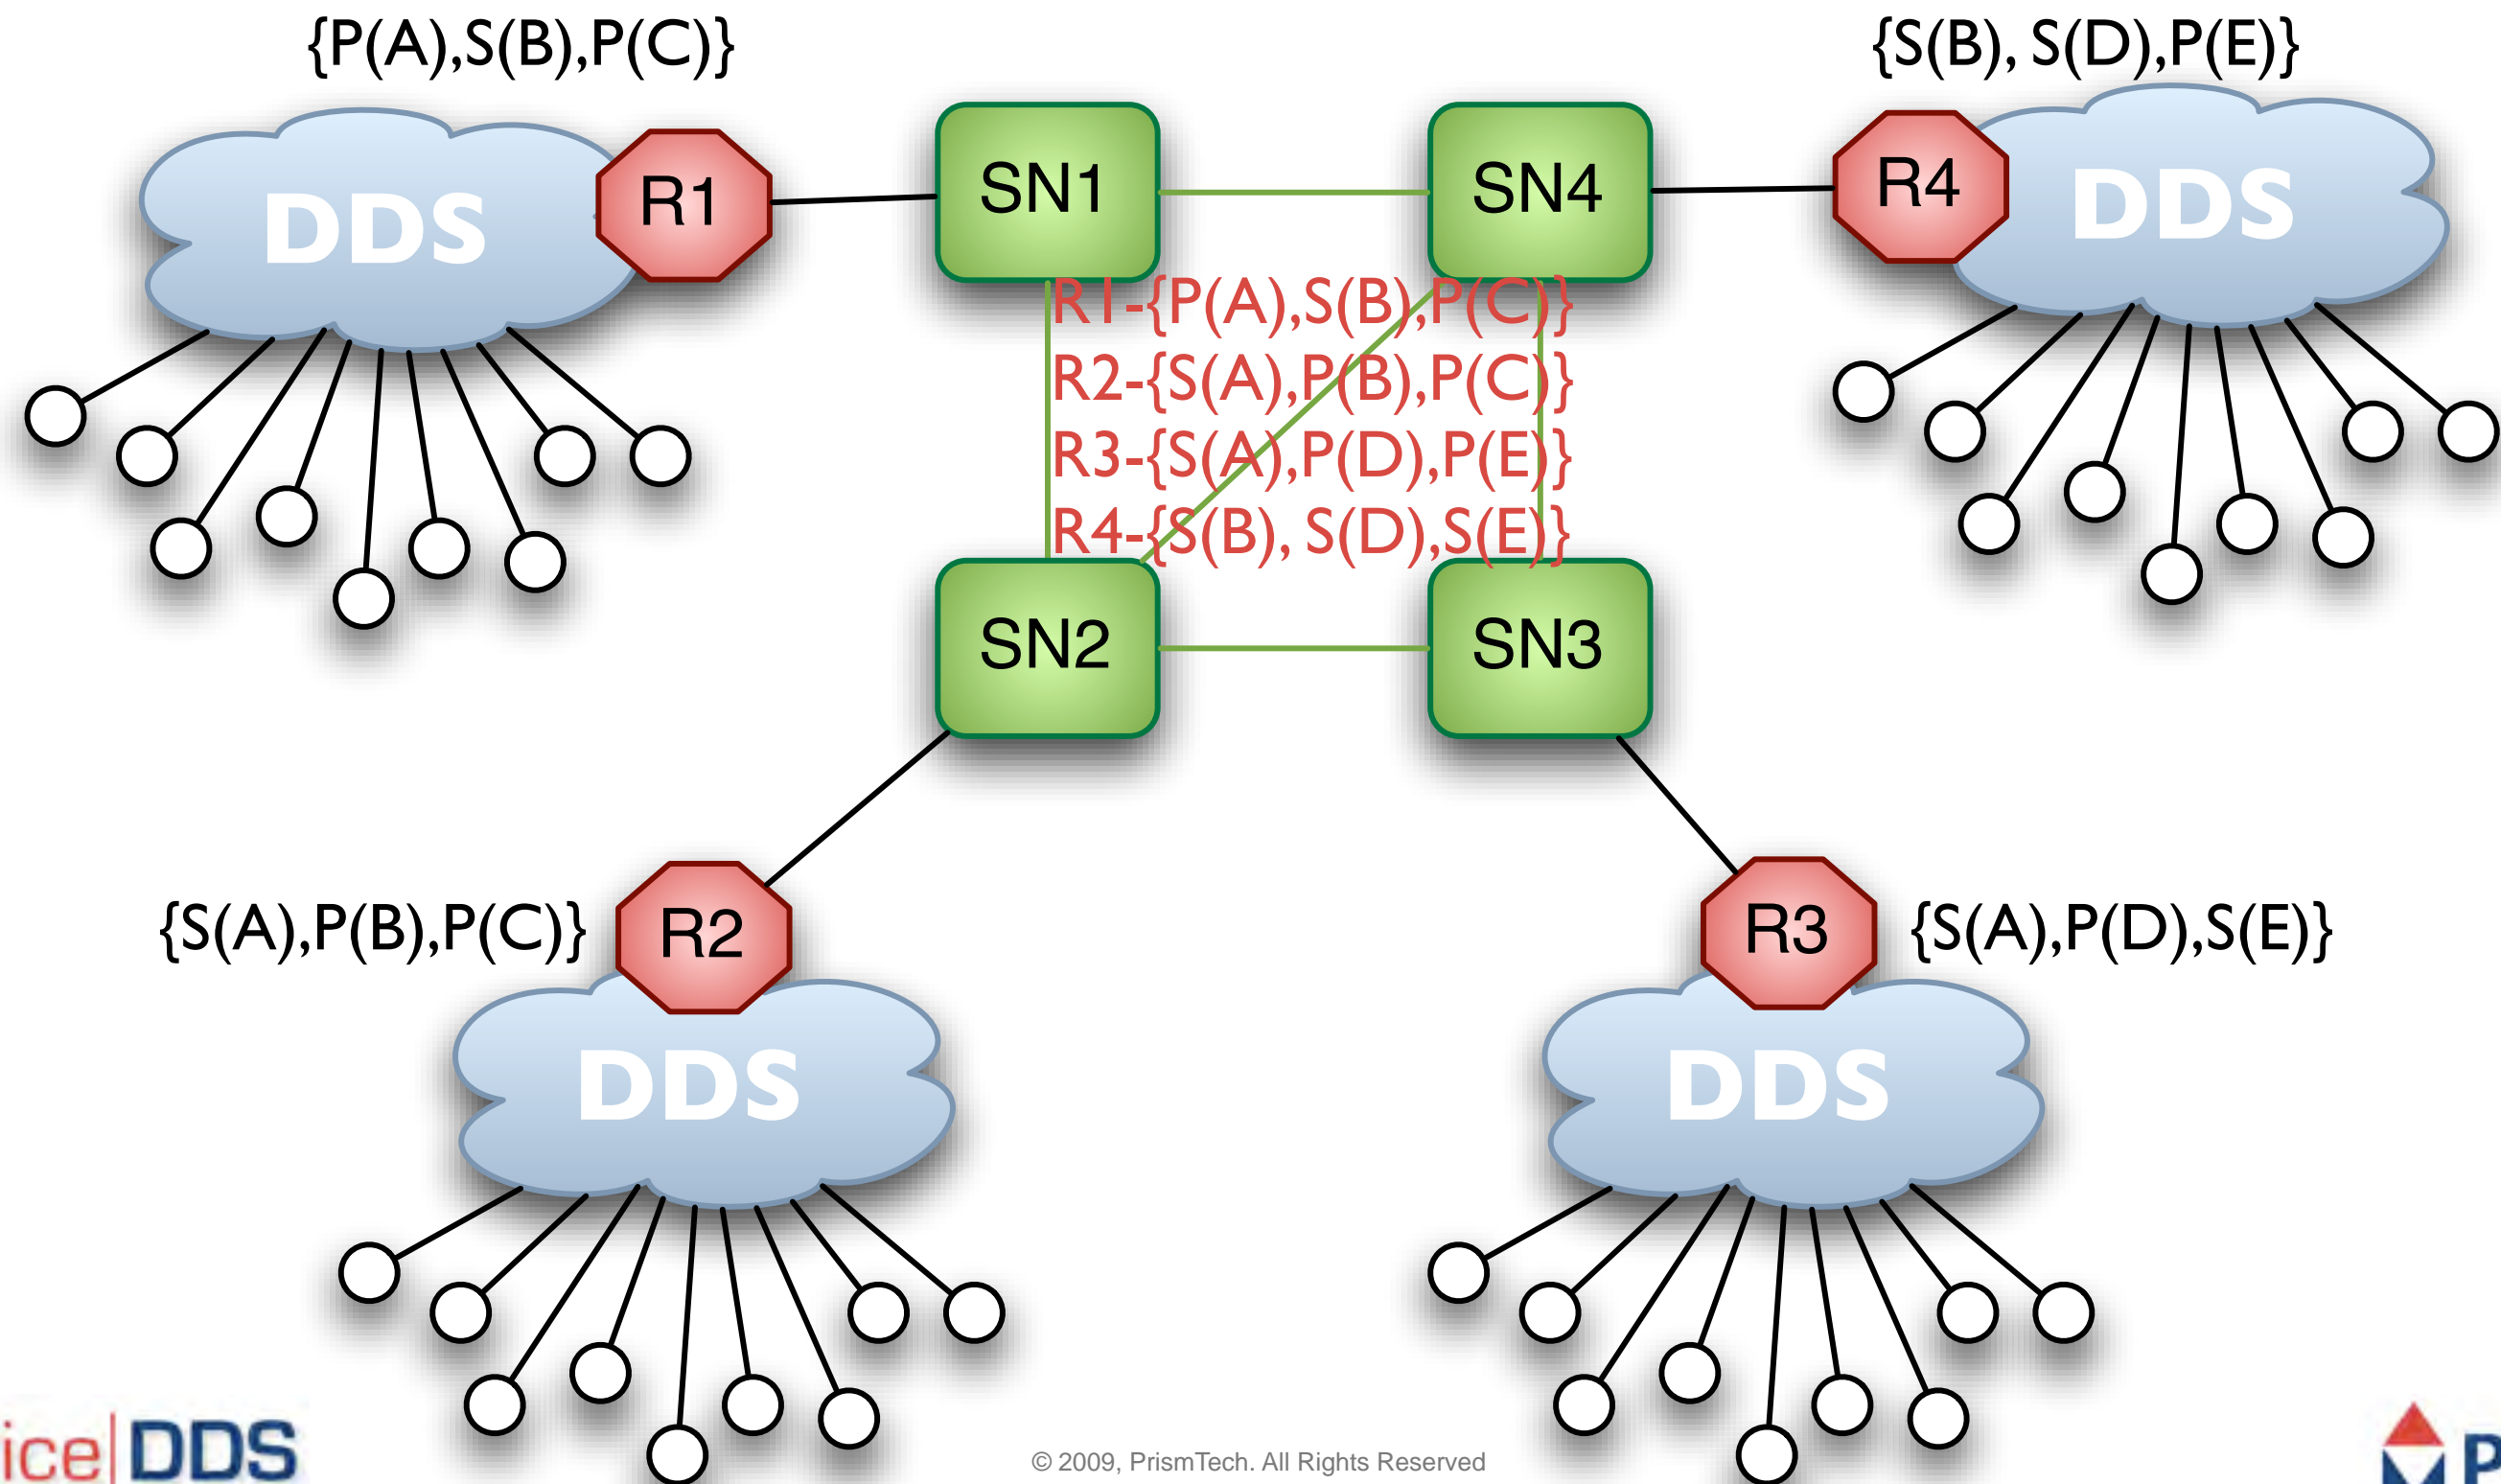 {P(A),S(B),P(C)}
{S(B), S(D),P(E)}
DDS
R1
SN1
SN4
R4
DDS
R1-{P(A),S(B),P(C)}
R2-{S(A),P(B),P(C)}
R3-{S(A),P(D),P(E)}
R4-{S(B), S(D),S(E)}
SN2
SN3
{S(A),P(B),P(C)}
R2
R3
{S(A),P(D),S(E)}
DDS
DDS
ice|DDS
© 2009, PrismTech. All Rights Reserved
P